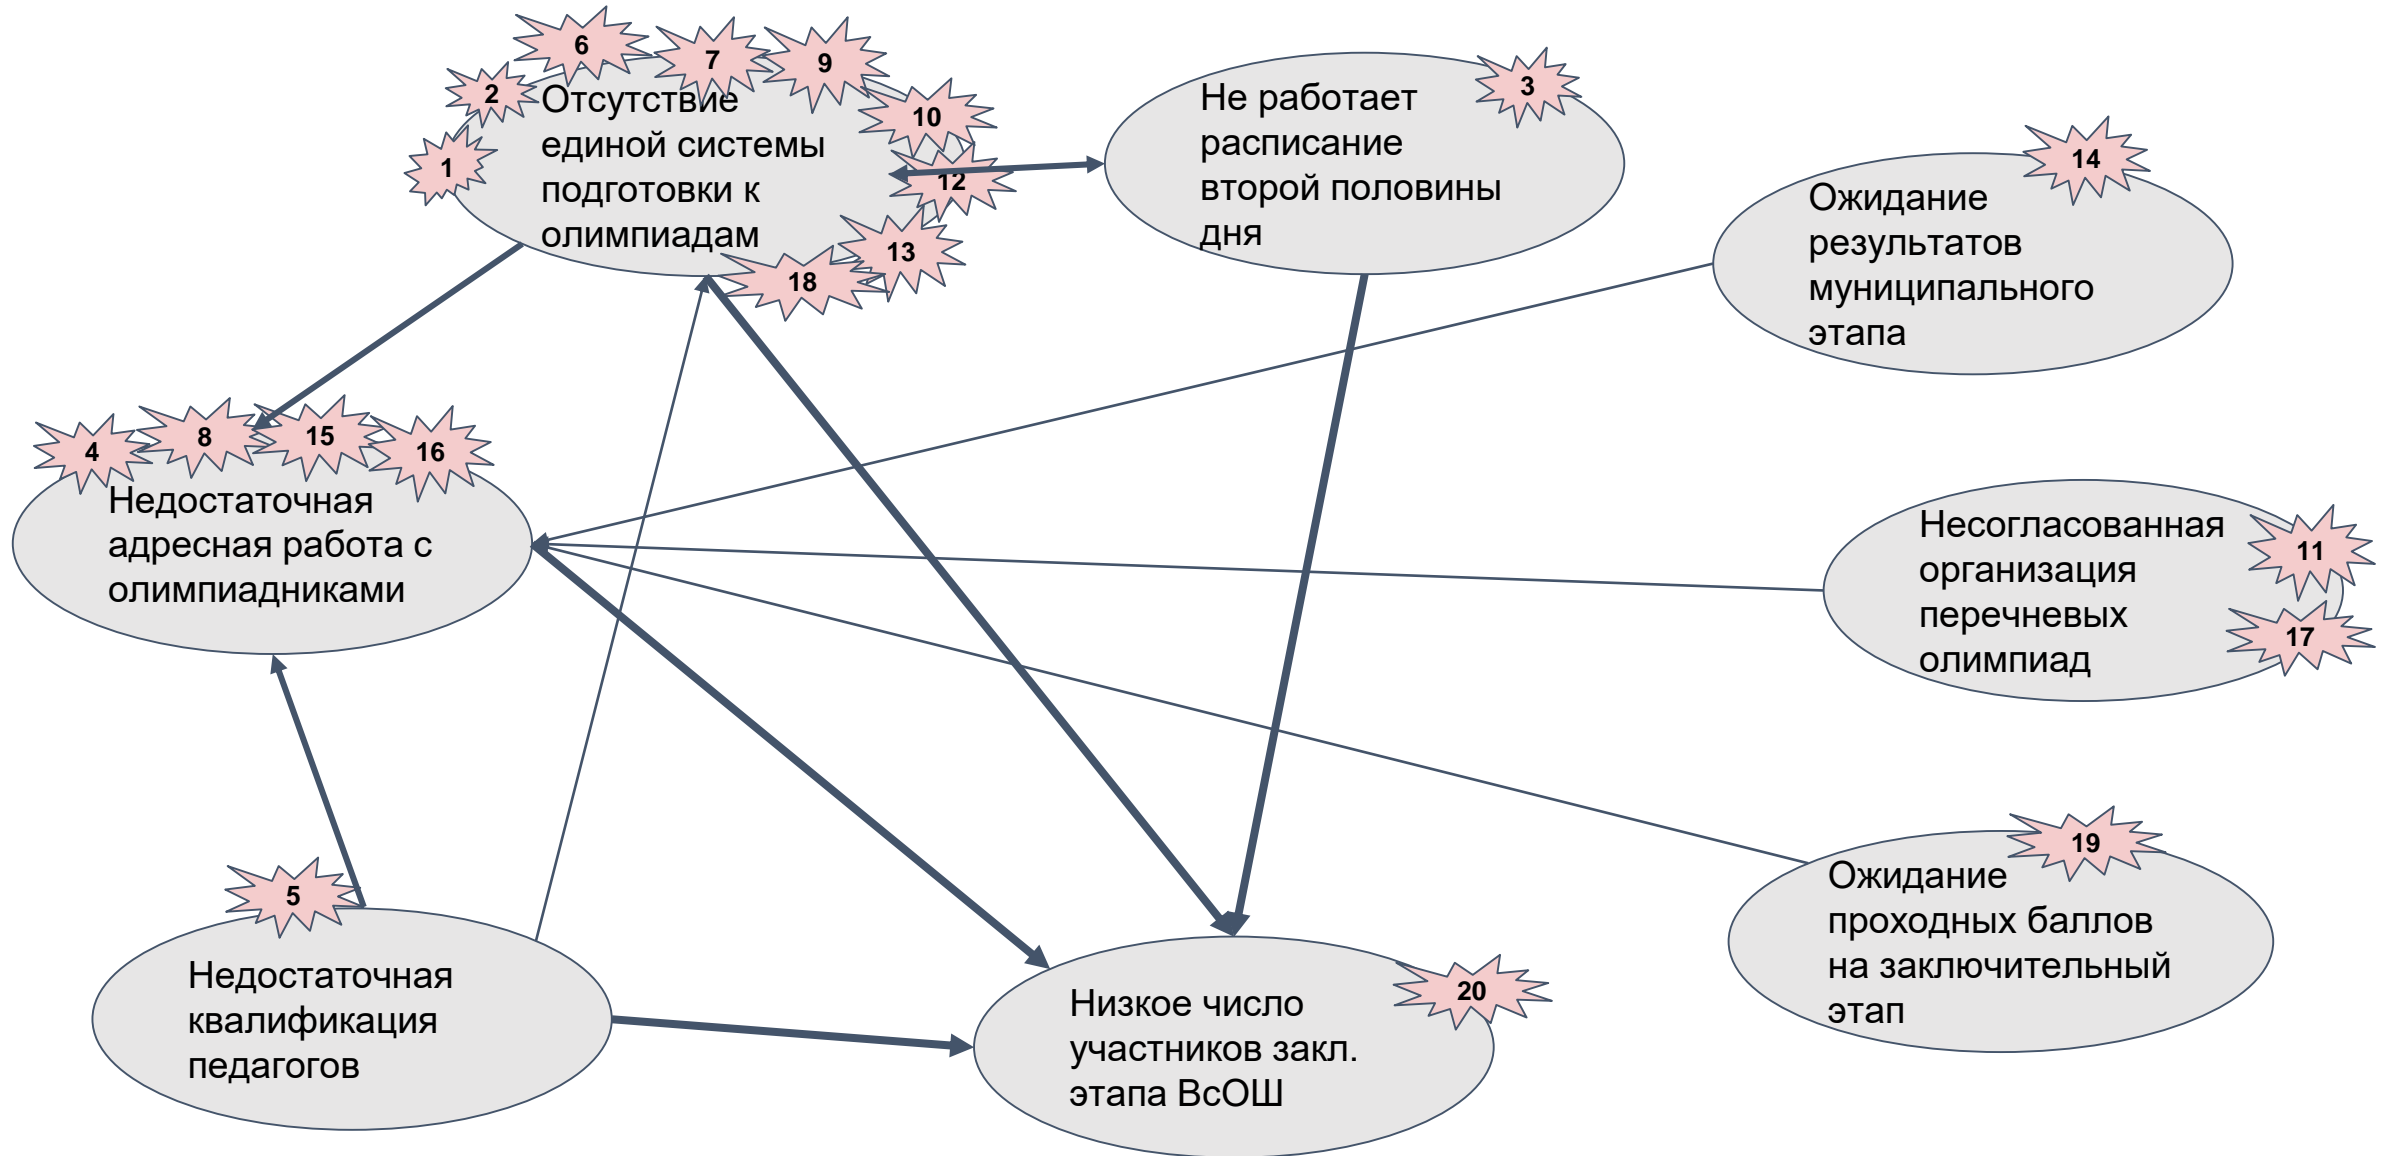 6
7
9
2
10
1
12
13
18
Отсутствие
единой системы
подготовки к
олимпиадам
3
Не работает
расписание
второй половины
дня
14
Ожидание
результатов
муниципального
этапа
4
8
15
16
Недостаточная
адресная работа с
олимпиадниками
11
17
Несогласованная
организация
перечневых
олимпиад
5
Недостаточная
квалификация
педагогов
20
Низкое число
участников закл.
этапа ВсОШ
19
Ожидание
проходных баллов
на заключительный
этап